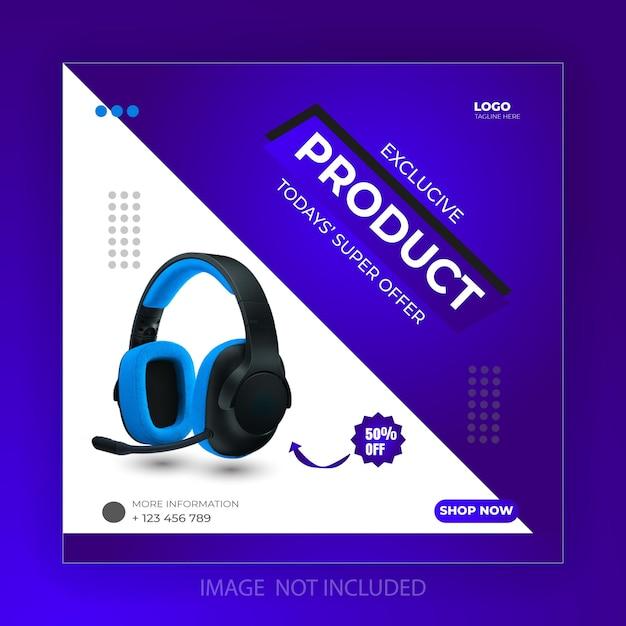 LOGO
TAGLINE HERE
EXCLUCIVE
PRODUCT
TODAYS' SUPER OFFER
50%
OFF
MORE INFORMATION
+ 123 456 789
SHOP NOW
IMAGE NOT INCLUDED